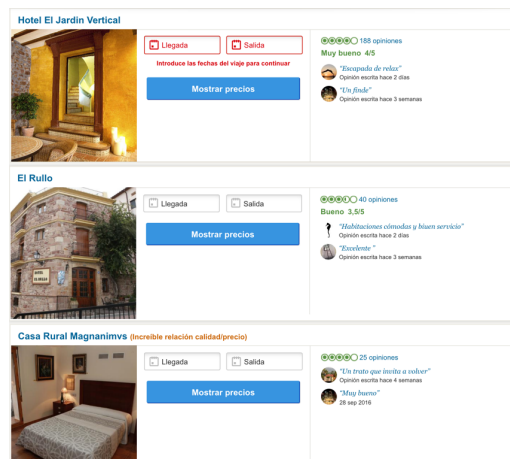 Hotel El Jardin Vertical
Llegada
Salida
Introduce las fechas del viaje para continuar
Mostrar precios
188 opiniones
Muy bueno 4/5
"Escapada de relax"
Opinión escrita hace 2 días
"Un finde"
Opinión escrita hace 3 semanas
El Rullo
HOTEL
EL RULLO
Llegada
Salida
Mostrar precios
40 opiniones
Bueno 3,5/5
"Habitaciones cómodas y biuen servicio"
Opinión escrita hace 2 días
"Excelente "
Opinión escrita hace 3 semanas
Casa Rural Magnanimvs (Increíble relación calidad/precio)
Llegada
Salida
Mostrar precios
25 opiniones
"Un trato que invita a volver"
Opinión escrita hace 4 semanas
"Muy bueno"
28 sep 2016